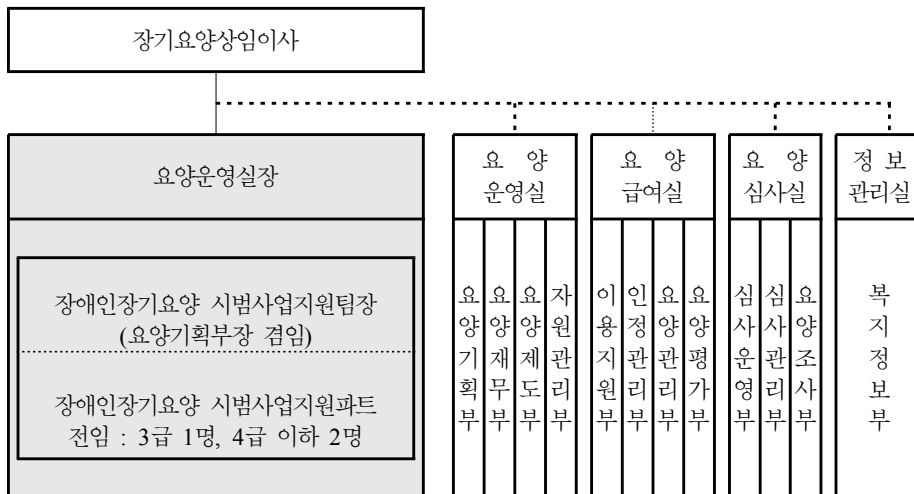 장기요양상임이사
요양운영실장
요 양
운영실
요 양
급여실
요 양
심사실
정 보
관리실
장애인장기요양 시범사업지원팀장
(요양기획부장 겸임)
장애인장기요양 시범사업지원파트
전임 : 3급 1명, 4급 이하 2명
요양기획부
요양재무부
요양제도부
자원관리부
이용지원부
인정관리부
요양관리부
요양평가부
심사운영부
심사관리부
요양조사부
복지정보부